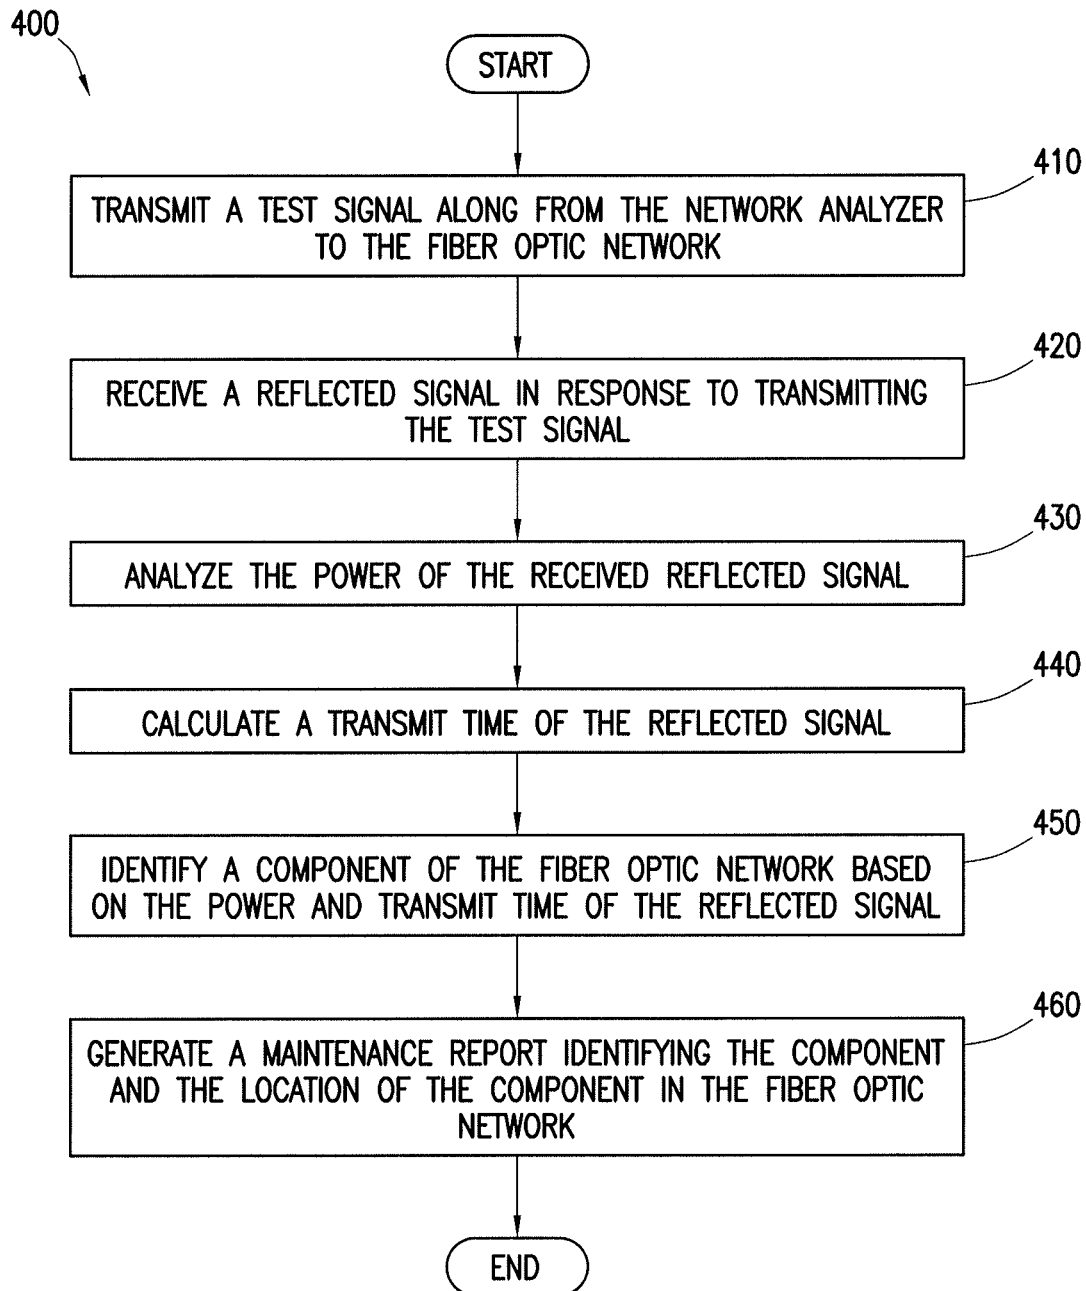 400
START
410
TRANSMIT A TEST SIGNAL ALONG FROM THE NETWORK ANALYZER
TO THE FIBER OPTIC NETWORK
420
RECEIVE A REFLECTED SIGNAL IN RESPONSE TO TRANSMITTING
THE TEST SIGNAL
430
ANALYZE THE POWER OF THE RECEIVED REFLECTED SIGNAL
440
CALCULATE A TRANSMIT TIME OF THE REFLECTED SIGNAL
450
IDENTIFY A COMPONENT OF THE FIBER OPTIC NETWORK BASED
ON THE POWER AND TRANSMIT TIME OF THE REFLECTED SIGNAL
460
GENERATE A MAINTENANCE REPORT IDENTIFYING THE COMPONENT
AND THE LOCATION OF THE COMPONENT IN THE FIBER OPTIC
NETWORK
END